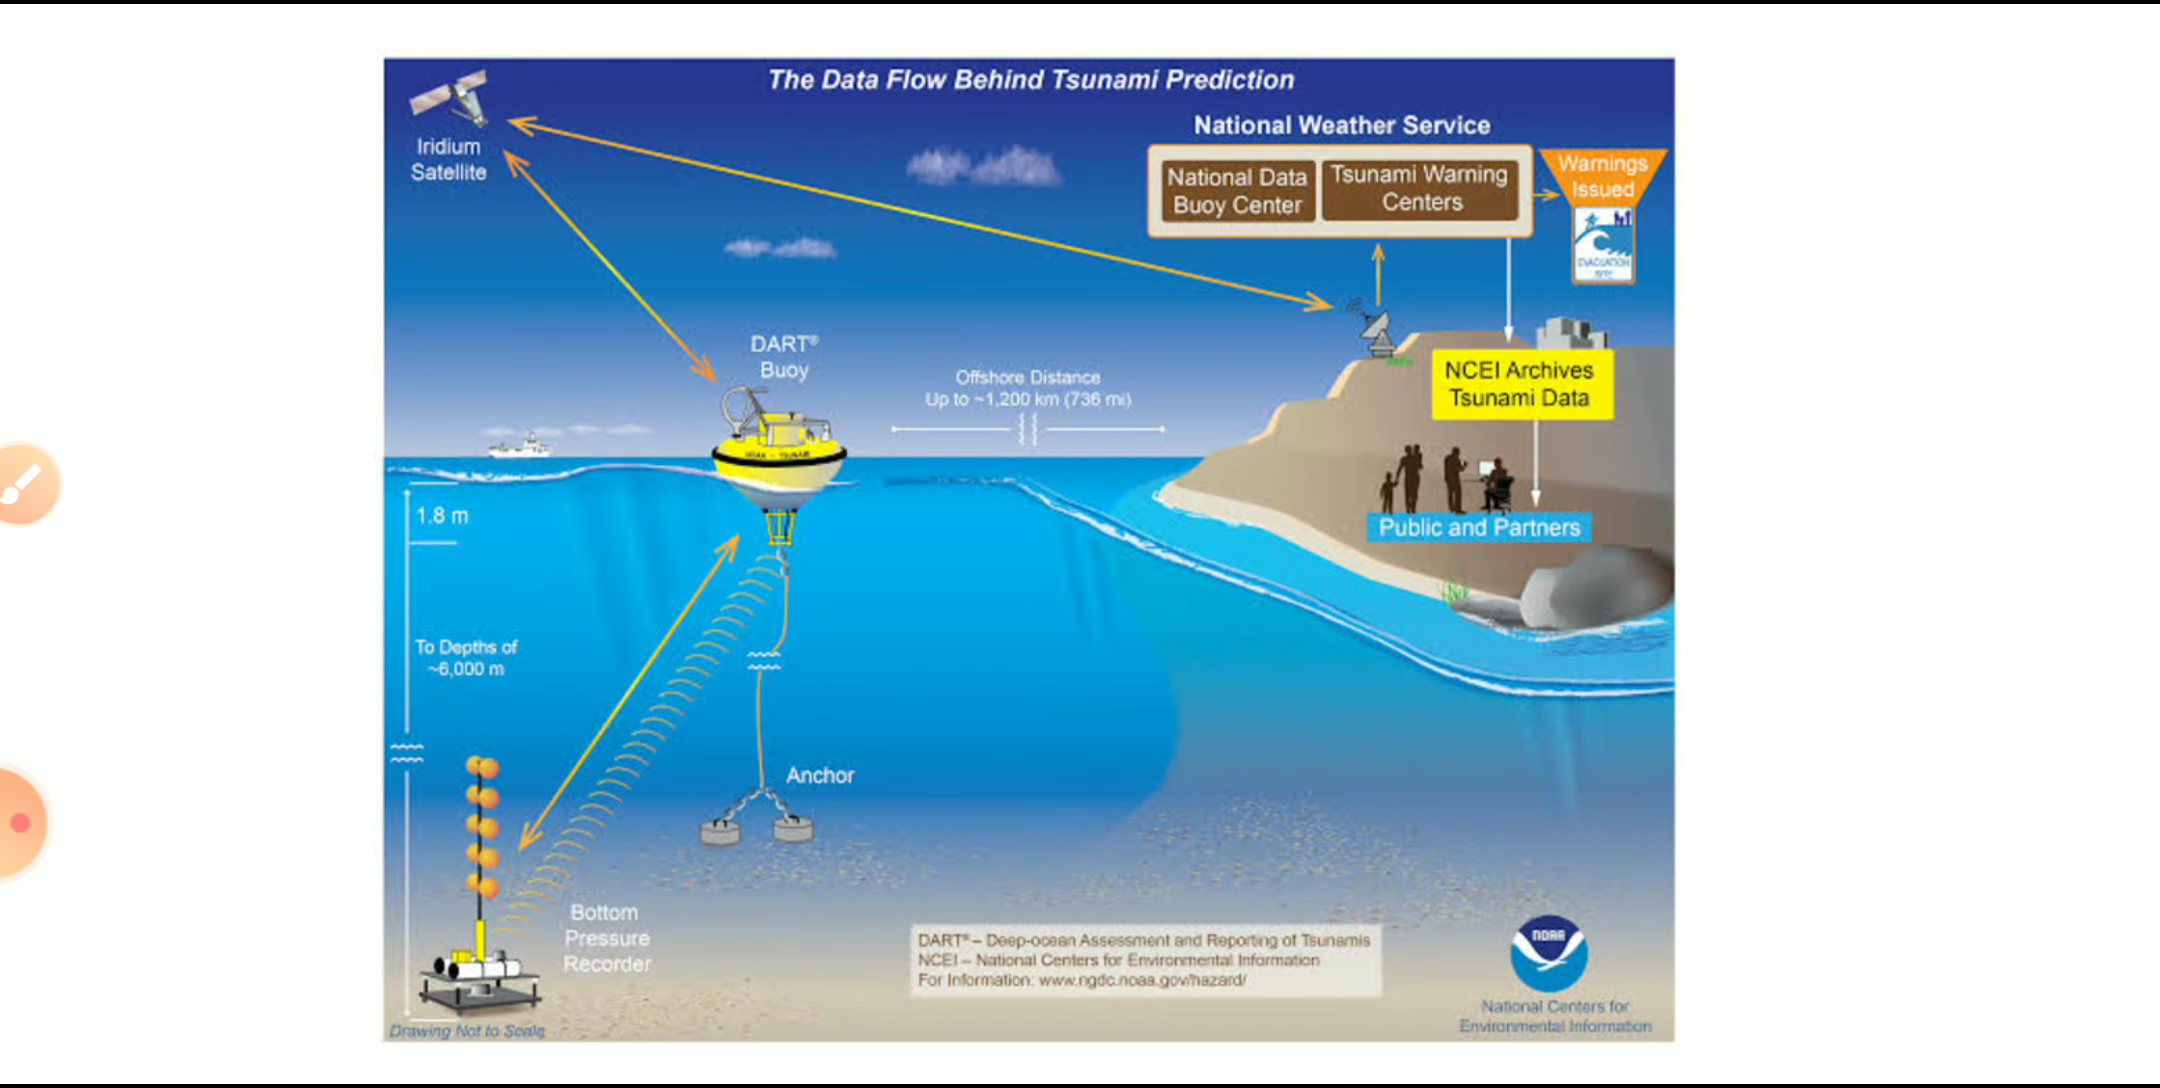 The Data Flow Behind Tsunami Prediction
Iridium
Satellite
National Weather Service
National Data
Buoy Center
Tsunami Warning
Centers
Warnings
Issued
EVACUATION
SITE
DART®
Buoy
NOAA - TSUNAMI
Offshore Distance
Up to ~1,200 km (736 mi)
NCEI Archives
Tsunami Data
Public and Partners
1.8 m
To Depths of
~6,000 m
Anchor
Bottom
Pressure
Recorder
DART® – Deep-ocean Assessment and Reporting of Tsunamis
NCEI – National Centers for Environmental Information
For Information: www.ngdc.noaa.gov/hazard/
NOAA
National Centers for
Environmental Information
Drawing Not to Scale